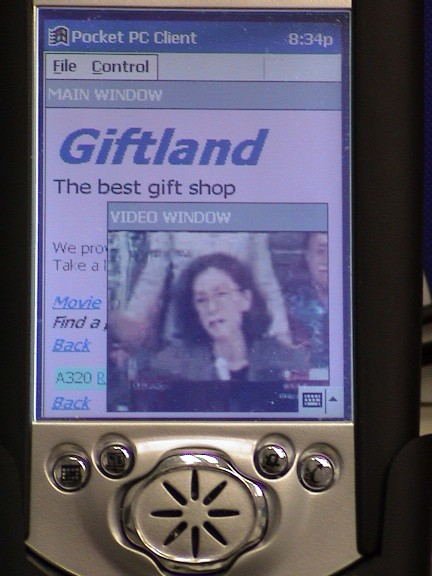 Pocket PC Client 8:34p
File Control
MAIN WINDOW
Giftland
The best gift shop
VIDEO WINDOW
We
Take a
Movie
Find a
Back
A320
Back